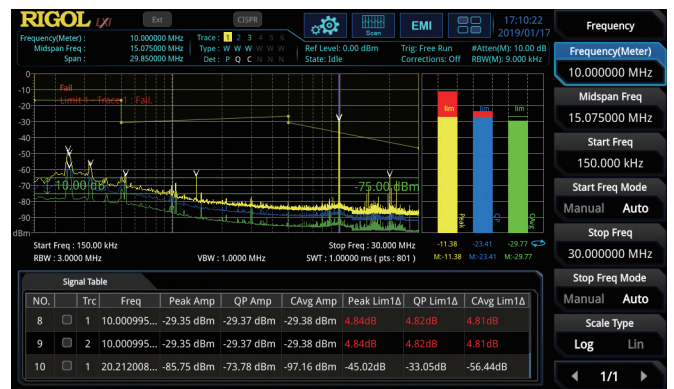 RIGOL LXI Ext CISPR Scan EMI 17:10:22 2019/01/17
Frequency(Meter) : 10.000000 MHz Trace : 1 2 3 4 5 6
Midspan Freq : 15.075000 MHz Type : W W W W W W Ref Level: 0.00 dBm Trig: Free Run #Atten(M): 10.00 dB
Span : 29.850000 MHz Det : P Q C N N N State: Idle Corrections: Off RBW(M): 9.000 kHz
0
-10
-20
-30
-40
-50
-60
-70
-80
-90
dBm
Fail
Limit 1 - Trace 1 : Fail.
10.00 dB
-75.00 dBm
lim lim lim
Peak QP CAvg
-11.38 -23.41 -29.77
M:-11.38 M:-23.41 M:-29.77
Start Freq : 150.00 kHz Stop Freq : 30.000 MHz
RBW : 3.0000 MHz VBW : 1.0000 MHz SWT : 1.00000 ms ( pts : 801 )
Signal Table
NO. Trc Freq Peak Amp QP Amp CAvg Amp Peak Lim1Δ QP Lim1Δ CAvg Lim1Δ
8 1 10.000995... -29.35 dBm -29.37 dBm -29.38 dBm 4.84dB 4.82dB 4.81dB
9 2 10.000995... -29.35 dBm -29.37 dBm -29.38 dBm 4.84dB 4.82dB 4.81dB
10 1 20.212008... -85.75 dBm -73.78 dBm -97.16 dBm -45.02dB -33.05dB -56.44dB
Frequency
Frequency(Meter)
10.000000 MHz
Midspan Freq
15.075000 MHz
Start Freq
150.000 kHz
Start Freq Mode
Manual Auto
Stop Freq
30.000000 MHz
Stop Freq Mode
Manual Auto
Scale Type
Log Lin
1/1